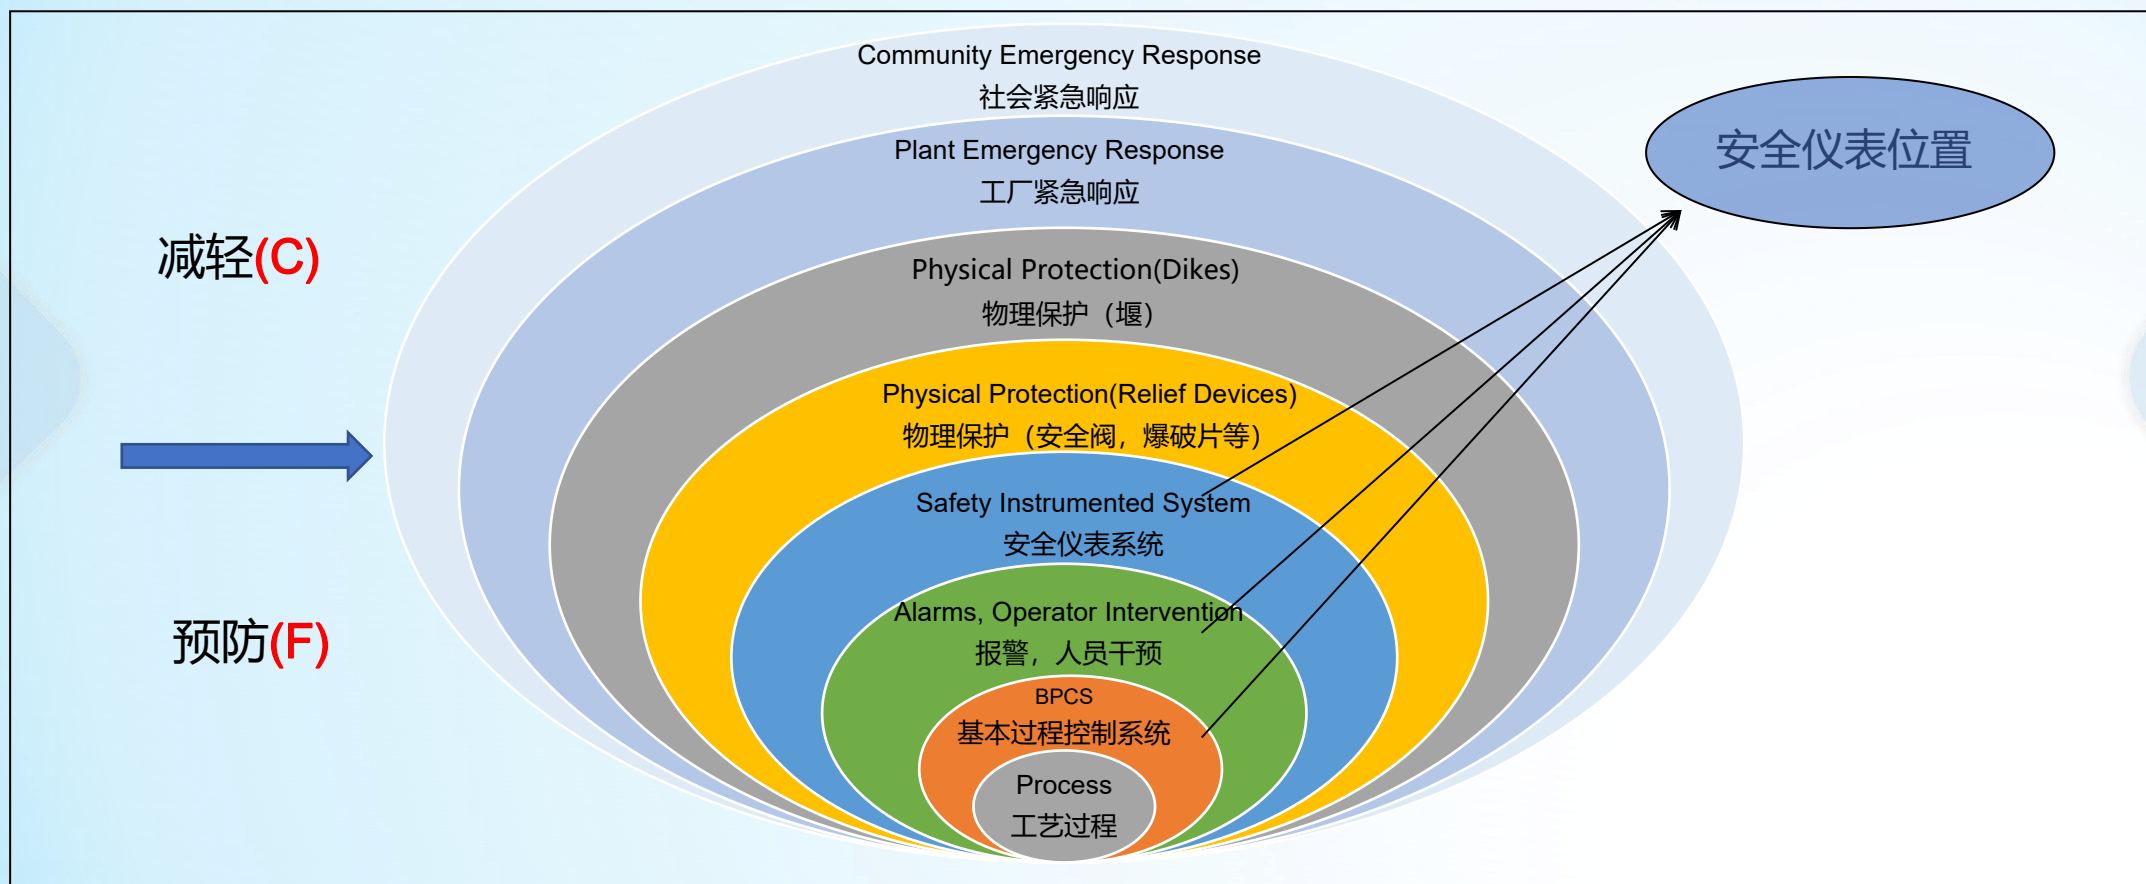 Community Emergency Response
社会紧急响应
安全仪表位置
Plant Emergency Response
工厂紧急响应
减轻(C)
Physical Protection(Dikes)
物理保护（堰）
Physical Protection(Relief Devices)
物理保护（安全阀，爆破片等）
Safety Instrumented System
安全仪表系统
预防(F)
Alarms, Operator Intervention
报警，人员干预
BPCS
基本过程控制系统
Process
工艺过程